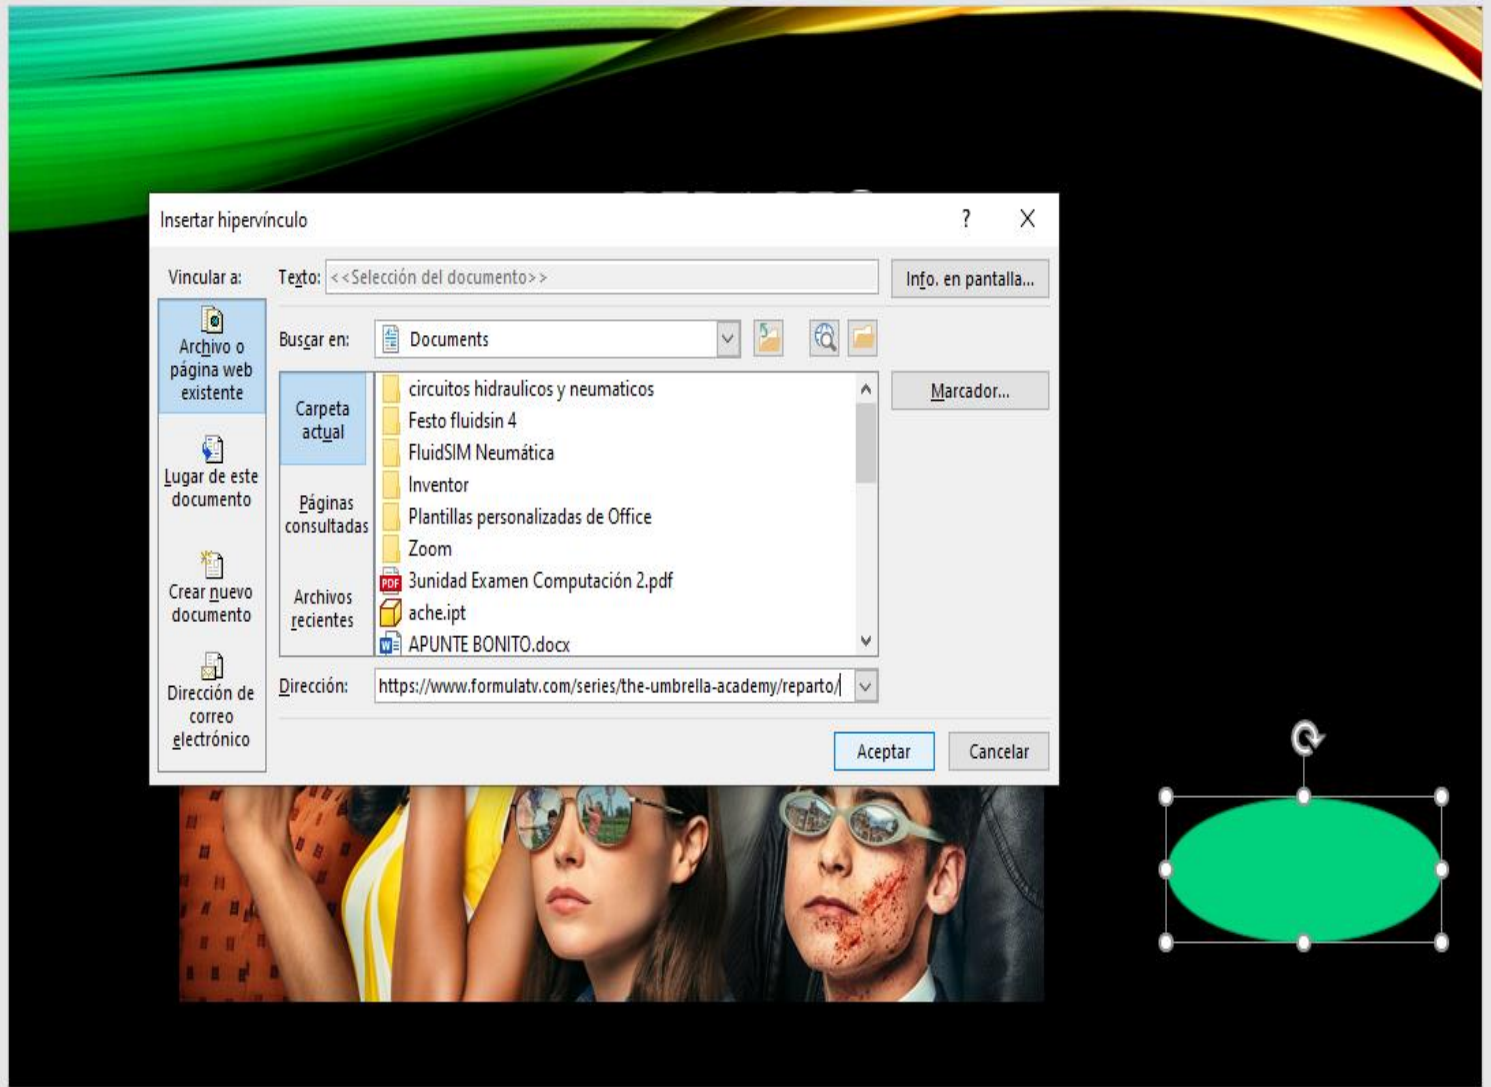 REPARTO
Insertar hipervínculo
?
X
Vincular a:
Texto:
<<Selección del documento>>
Info. en pantalla...
Archivo o
página web
existente
Buscar en:
Documents
Carpeta
actual
circuitos hidraulicos y neumaticos
Festo fluidsin 4
FluidSIM Neumática
Inventor
Plantillas personalizadas de Office
Zoom
PDF
3unidad Examen Computación 2.pdf
ache.ipt
APUNTE BONITO.docx
Marcador...
Lugar de este
documento
Páginas
consultadas
Crear nuevo
documento
Archivos
recientes
Dirección de
correo
electrónico
Dirección:
https://www.formulatv.com/series/the-umbrella-academy/reparto/
Aceptar
Cancelar